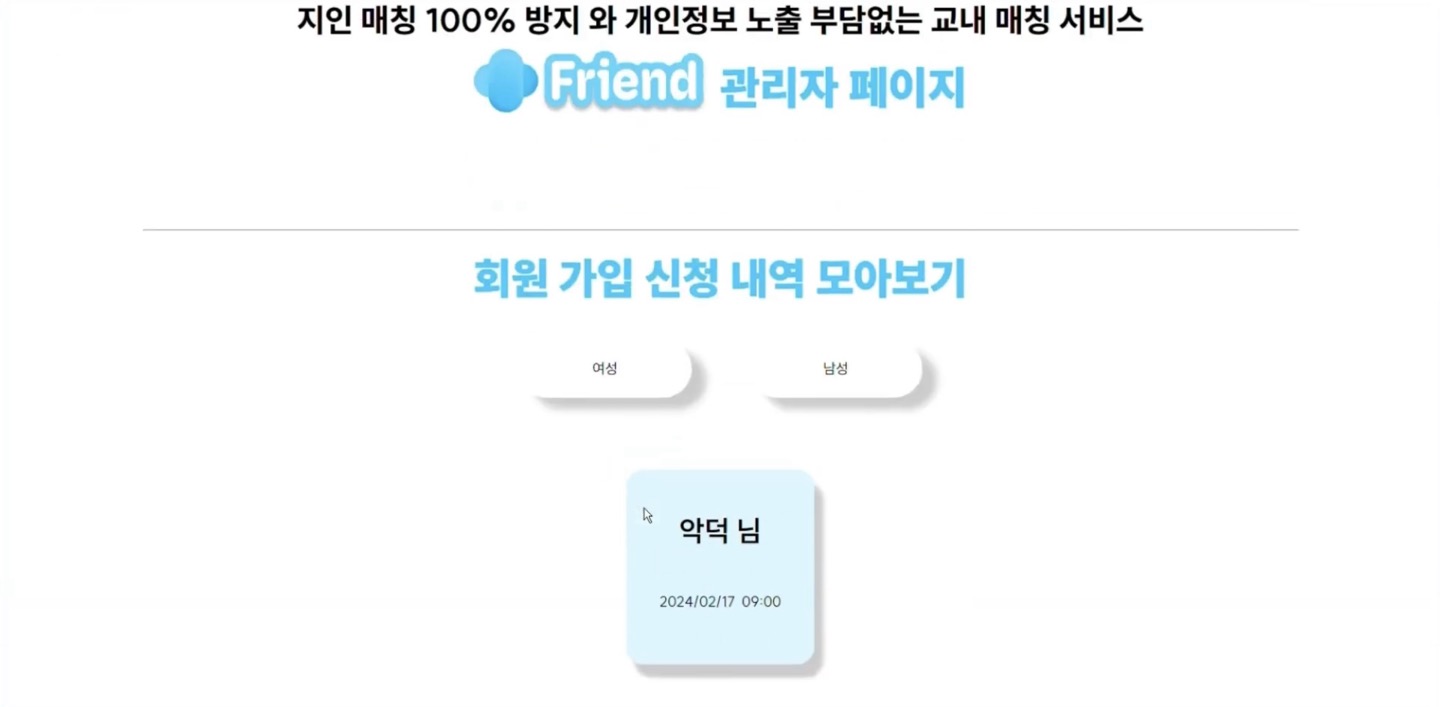 지인 매칭 100% 방지 와 개인정보 노출 부담없는 교내 매칭 서비스
Friend 관리자 페이지
회원 가입 신청 내역 모아보기
여성 남성
악덕 님
2024/02/17 09:00